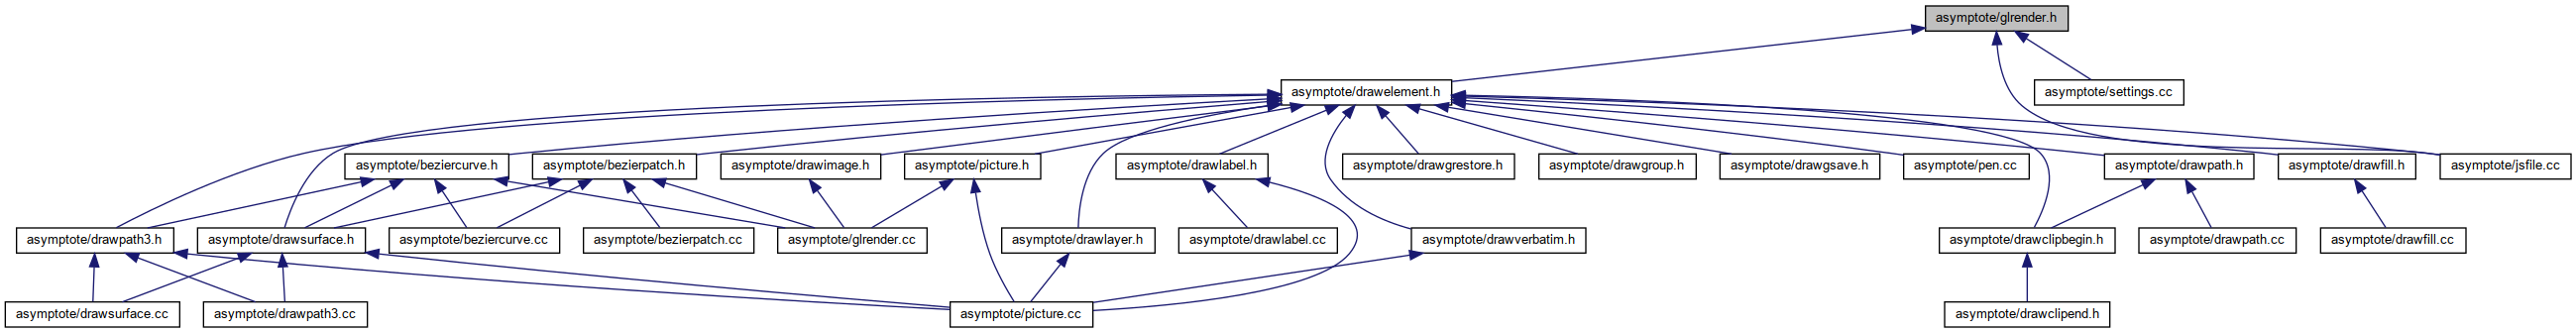 asymptote/glrender.h
asymptote/drawelement.h
asymptote/settings.cc
asymptote/beziercurve.h
asymptote/bezierpatch.h
asymptote/drawimage.h
asymptote/picture.h
asymptote/drawlabel.h
asymptote/drawgrestore.h
asymptote/drawgroup.h
asymptote/drawgsave.h
asymptote/pen.cc
asymptote/drawpath.h
asymptote/drawfill.h
asymptote/jsfile.cc
asymptote/drawpath3.h
asymptote/drawsurface.h
asymptote/beziercurve.cc
asymptote/bezierpatch.cc
asymptote/glrender.cc
asymptote/drawlayer.h
asymptote/drawlabel.cc
asymptote/drawverbatim.h
asymptote/drawclipbegin.h
asymptote/drawpath.cc
asymptote/drawfill.cc
asymptote/drawsurface.cc
asymptote/drawpath3.cc
asymptote/picture.cc
asymptote/drawclipend.h